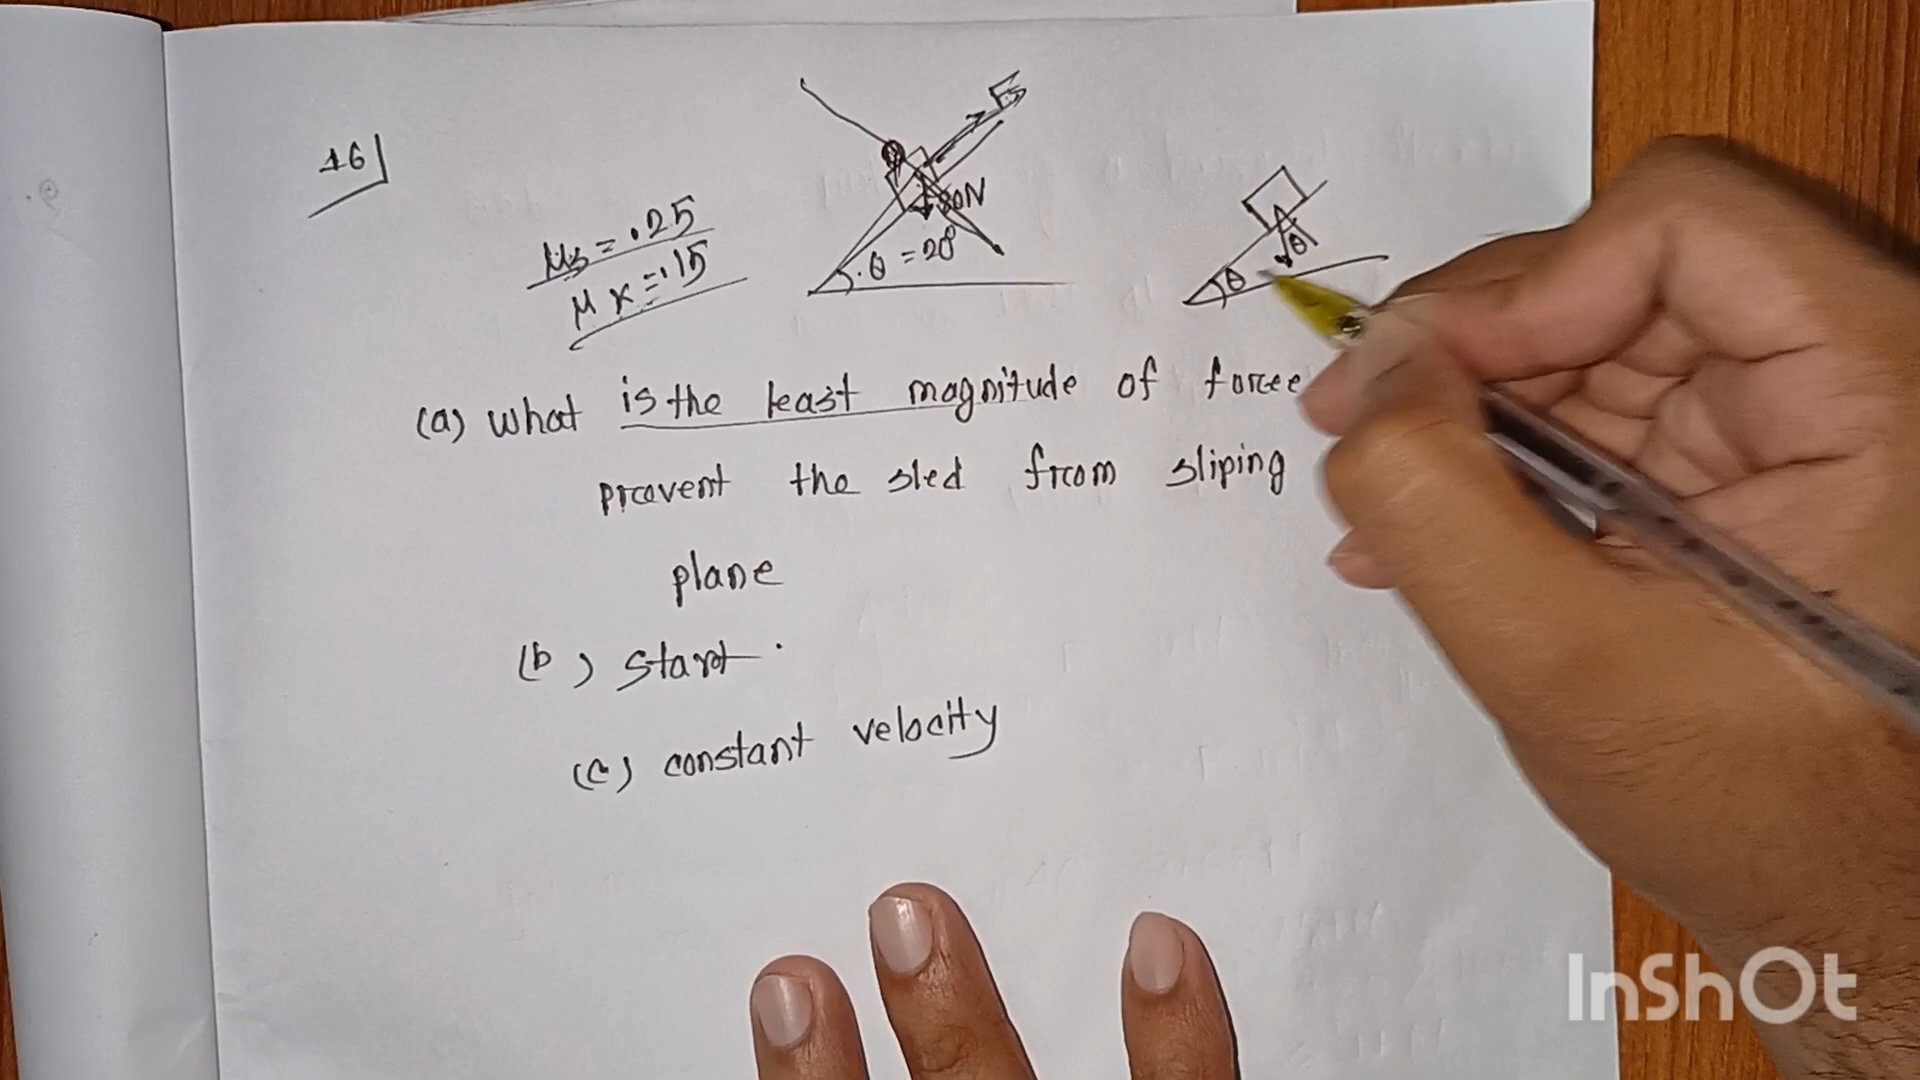 16
F
μs = .25
80N
θ = 20°
θ
θ
μK = .15
(a) what is the least magnitude of force
prevent the sled from sliping
plane
(b) start .
(c) constant velocity
InShOt